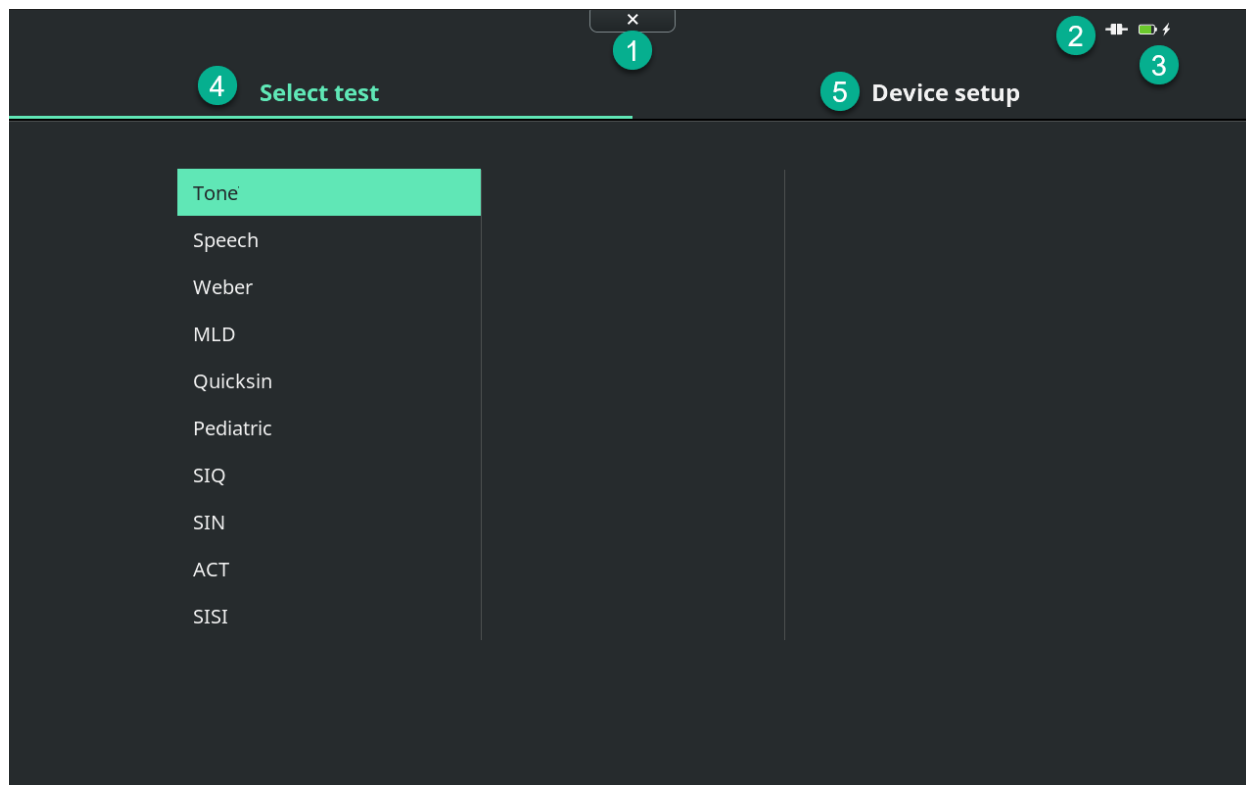 ×
1
2
3
4 Select test
5 Device setup
Tone
Speech
Weber
MLD
Quicksin
Pediatric
SIQ
SIN
ACT
SISI